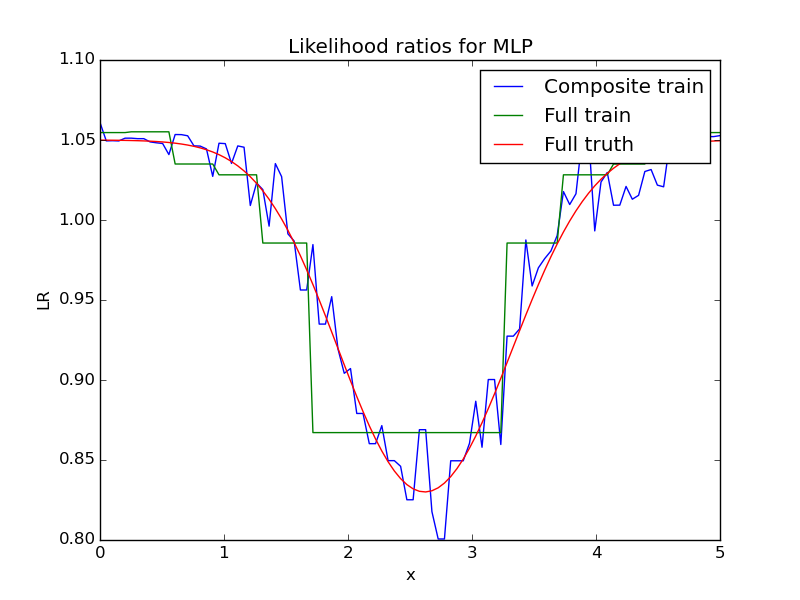 Likelihood ratios for MLP
Composite train
Full train
Full truth
1.10
1.05
1.00
0.95
0.90
0.85
0.80
LR
0
1
2
3
4
5
x